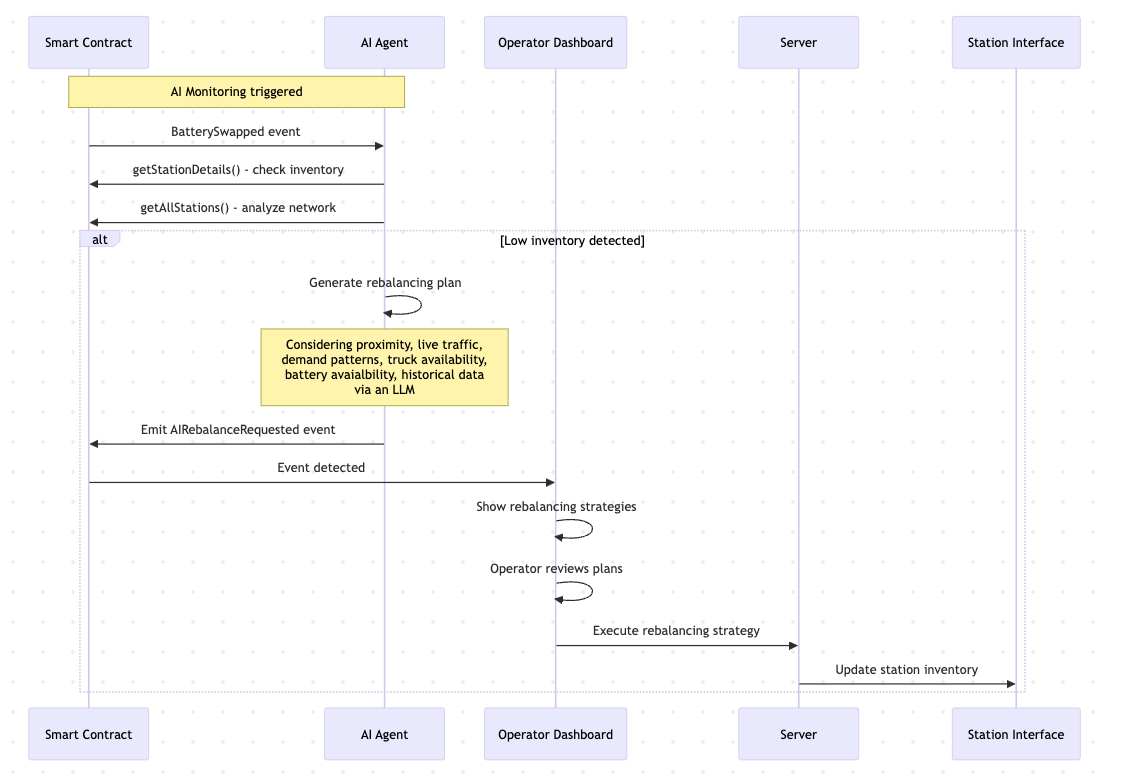 Smart Contract
AI Agent
Operator Dashboard
Server
Station Interface
AI Monitoring triggered
BatterySwapped event
getStationDetails() - check inventory
getAllStations() - analyze network
alt
[Low inventory detected]
Generate rebalancing plan
Considering proximity, live traffic,
demand patterns, truck availability,
battery avaialbility, historical data
via an LLM
Emit AIRebalanceRequested event
Event detected
Show rebalancing strategies
Operator reviews plans
Execute rebalancing strategy
Update station inventory
Smart Contract
AI Agent
Operator Dashboard
Server
Station Interface